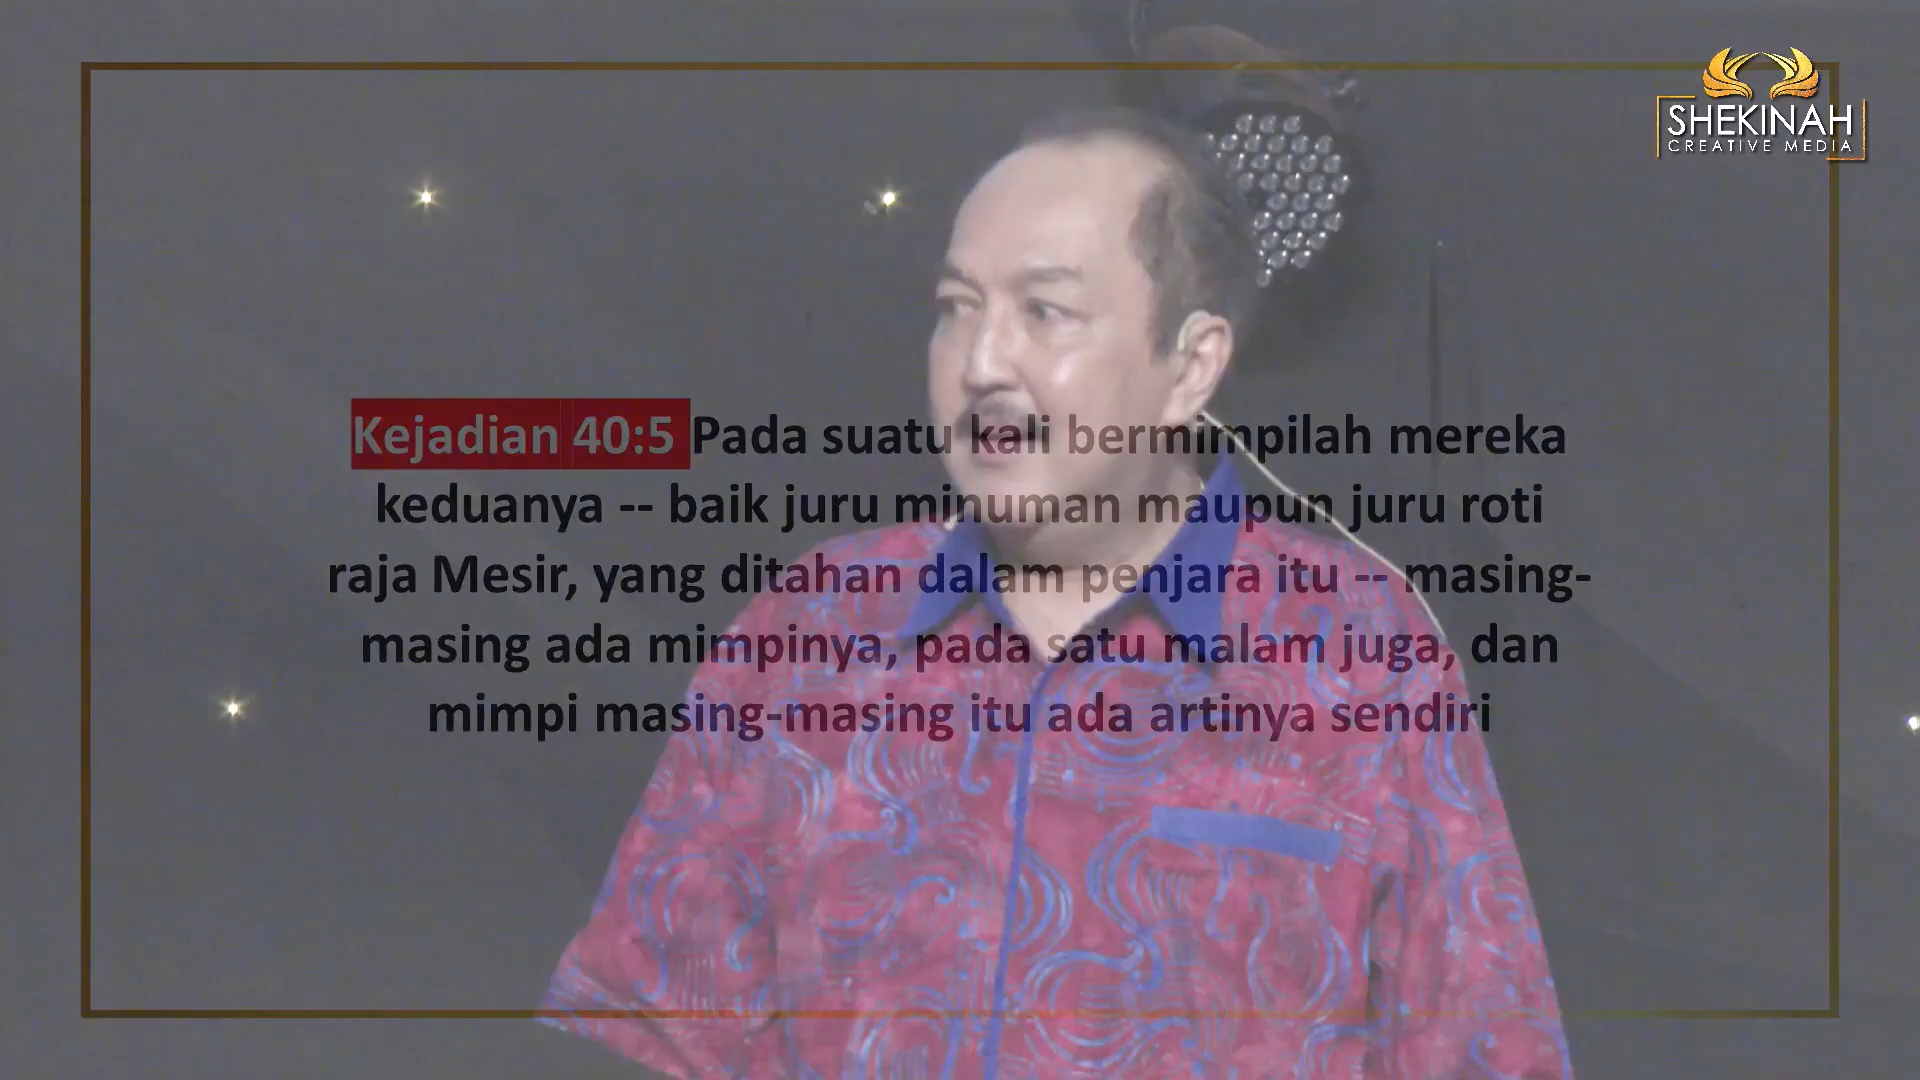 SHEKINAH
CREATIVE MEDIA
Kejadian 40:5 Pada suatu kali bermimpilah mereka
keduanya -- baik juru minuman maupun juru roti
raja Mesir, yang ditahan dalam penjara itu -- masing-
masing ada mimpinya, pada satu malam juga, dan
mimpi masing-masing itu ada artinya sendiri